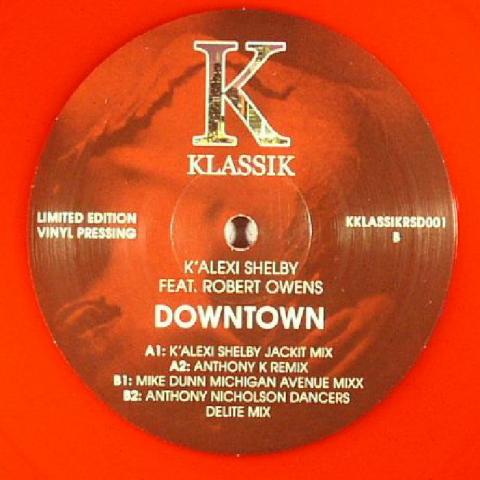 K
KLASSIK
LIMITED EDITION
VINYL PRESSING
KKLASSIKRSD001
B
K'ALEXI SHELBY
FEAT. ROBERT OWENS
DOWNTOWN
A1: K'ALEXI SHELBY JACKIT MIX
A2: ANTHONY K REMIX
B1: MIKE DUNN MICHIGAN AVENUE MIXX
B2: ANTHONY NICHOLSON DANCERS
DELITE MIX